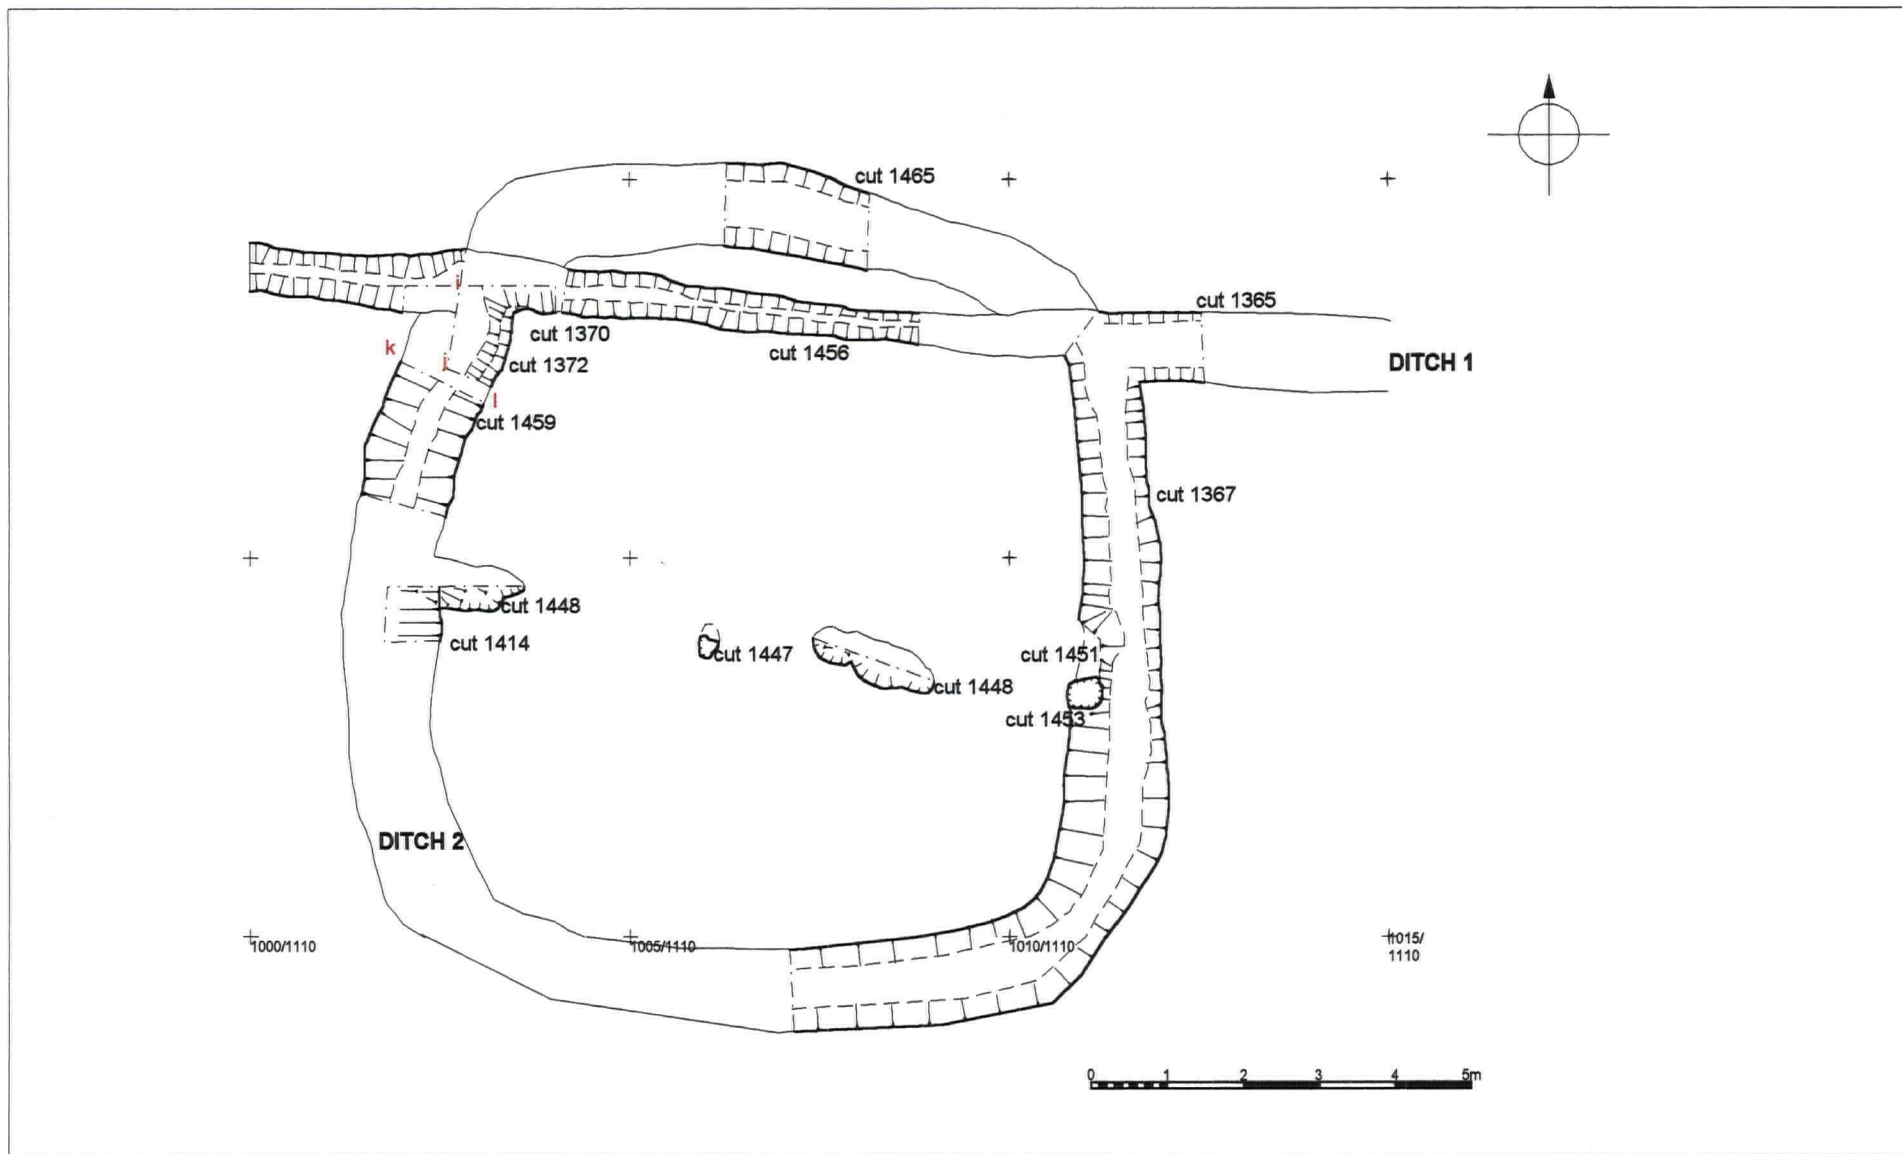 cut 1465
i
cut 1365
k
cut 1370
cut 1456
j
cut 1372
DITCH 1
l
cut 1459
cut 1367
cut 1448
cut 1414
cut 1447
cut 1451
cut 1448
cut 1453
DITCH 2
1000/1110
1005/1110
1010/1110
1015/
1110
0 1 2 3 4 5m